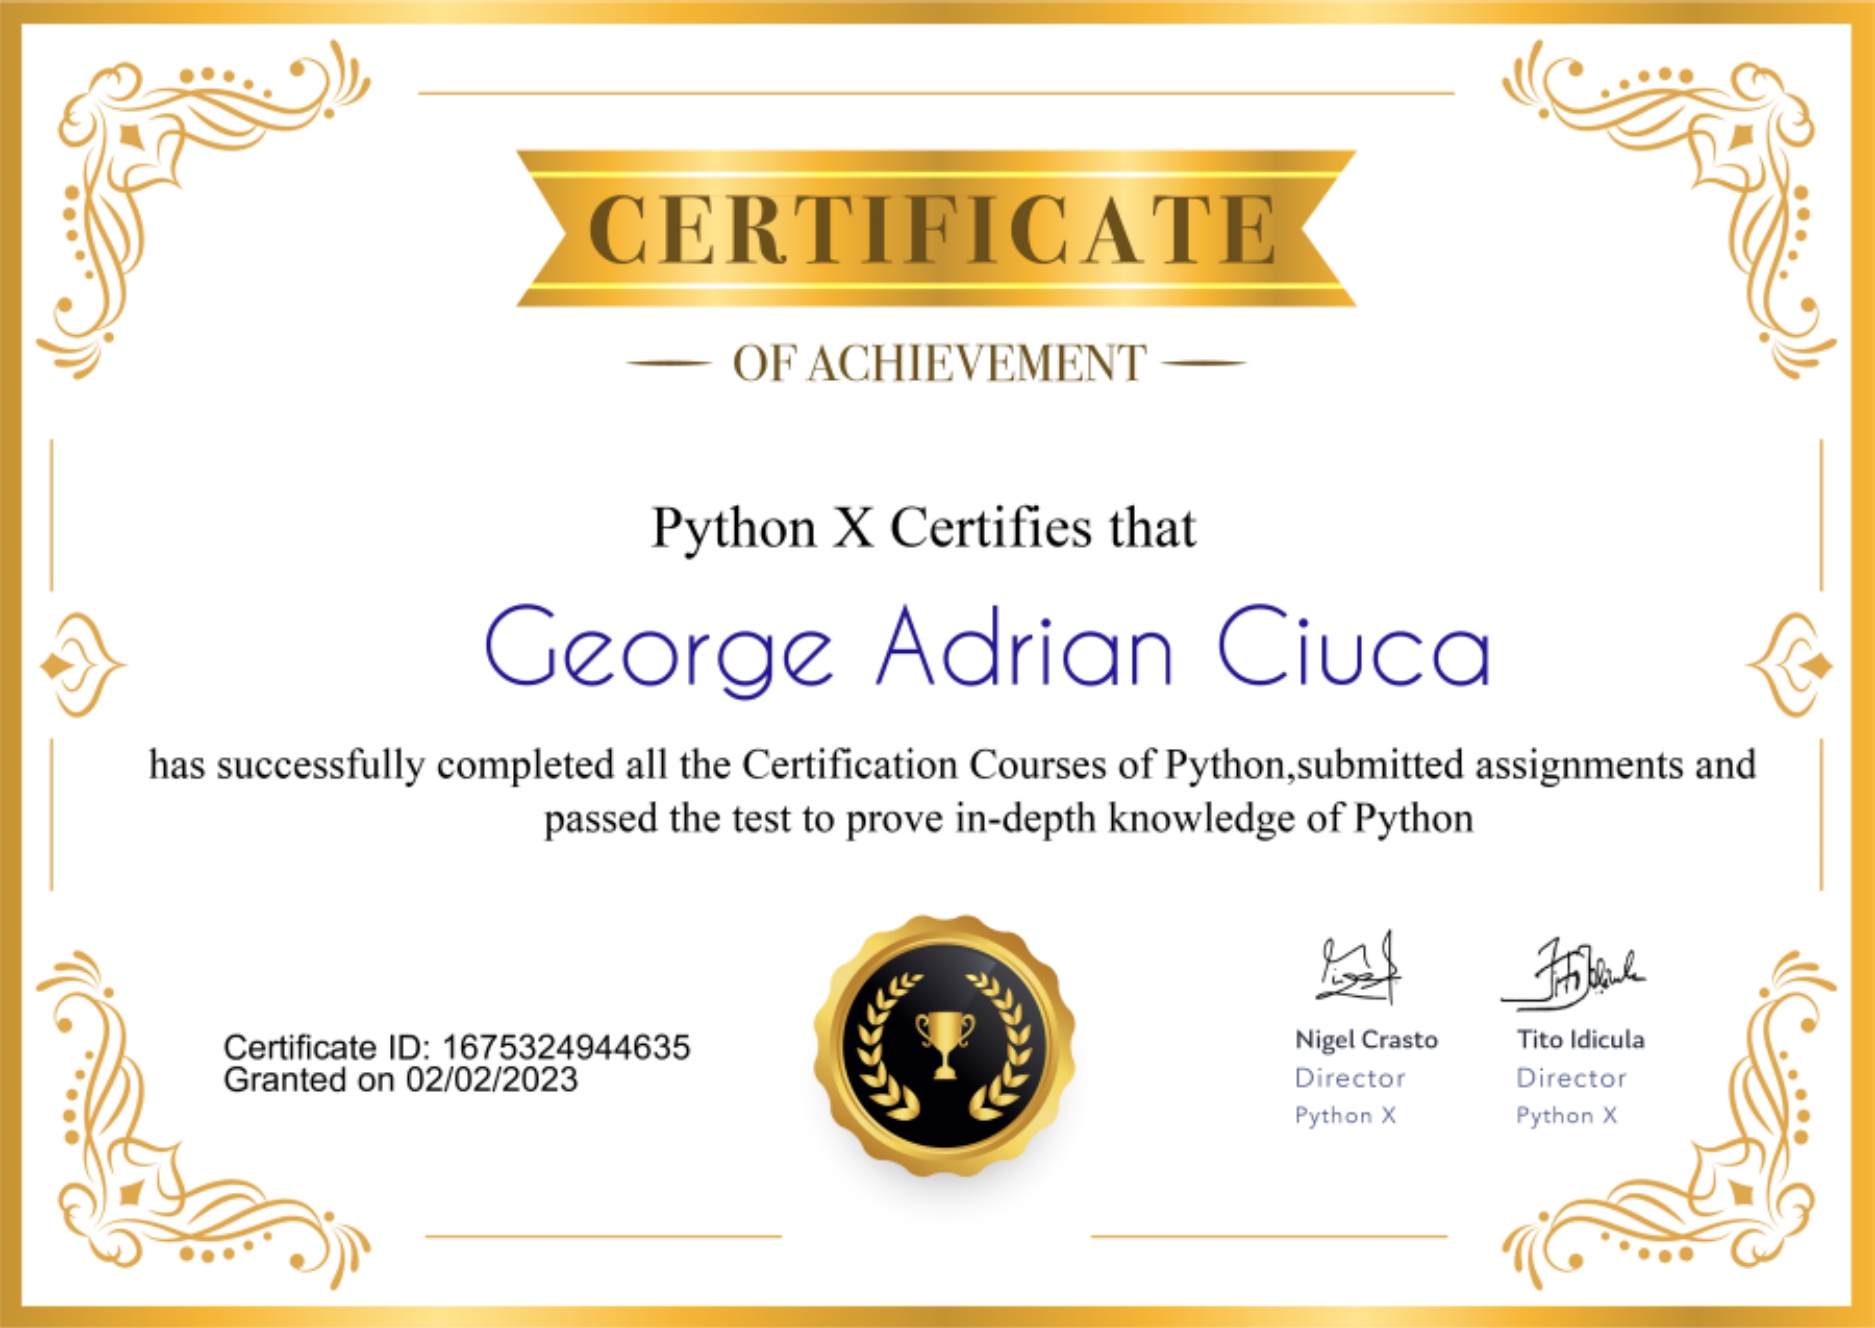 CERTIFICATE
OF ACHIEVEMENT
Python X Certifies that
George Adrian Ciuca
has successfully completed all the Certification Courses of Python,submitted assignments and
passed the test to prove in-depth knowledge of Python
Certificate ID: 1675324944635
Granted on 02/02/2023
Nigel Crasto
Director
Python X
Tito Idicula
Director
Python X